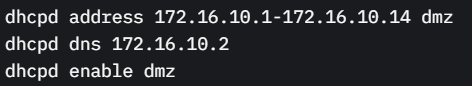 dhcpd address 172.16.10.1-172.16.10.14 dmz
dhcpd dns 172.16.10.2
dhcpd enable dmz